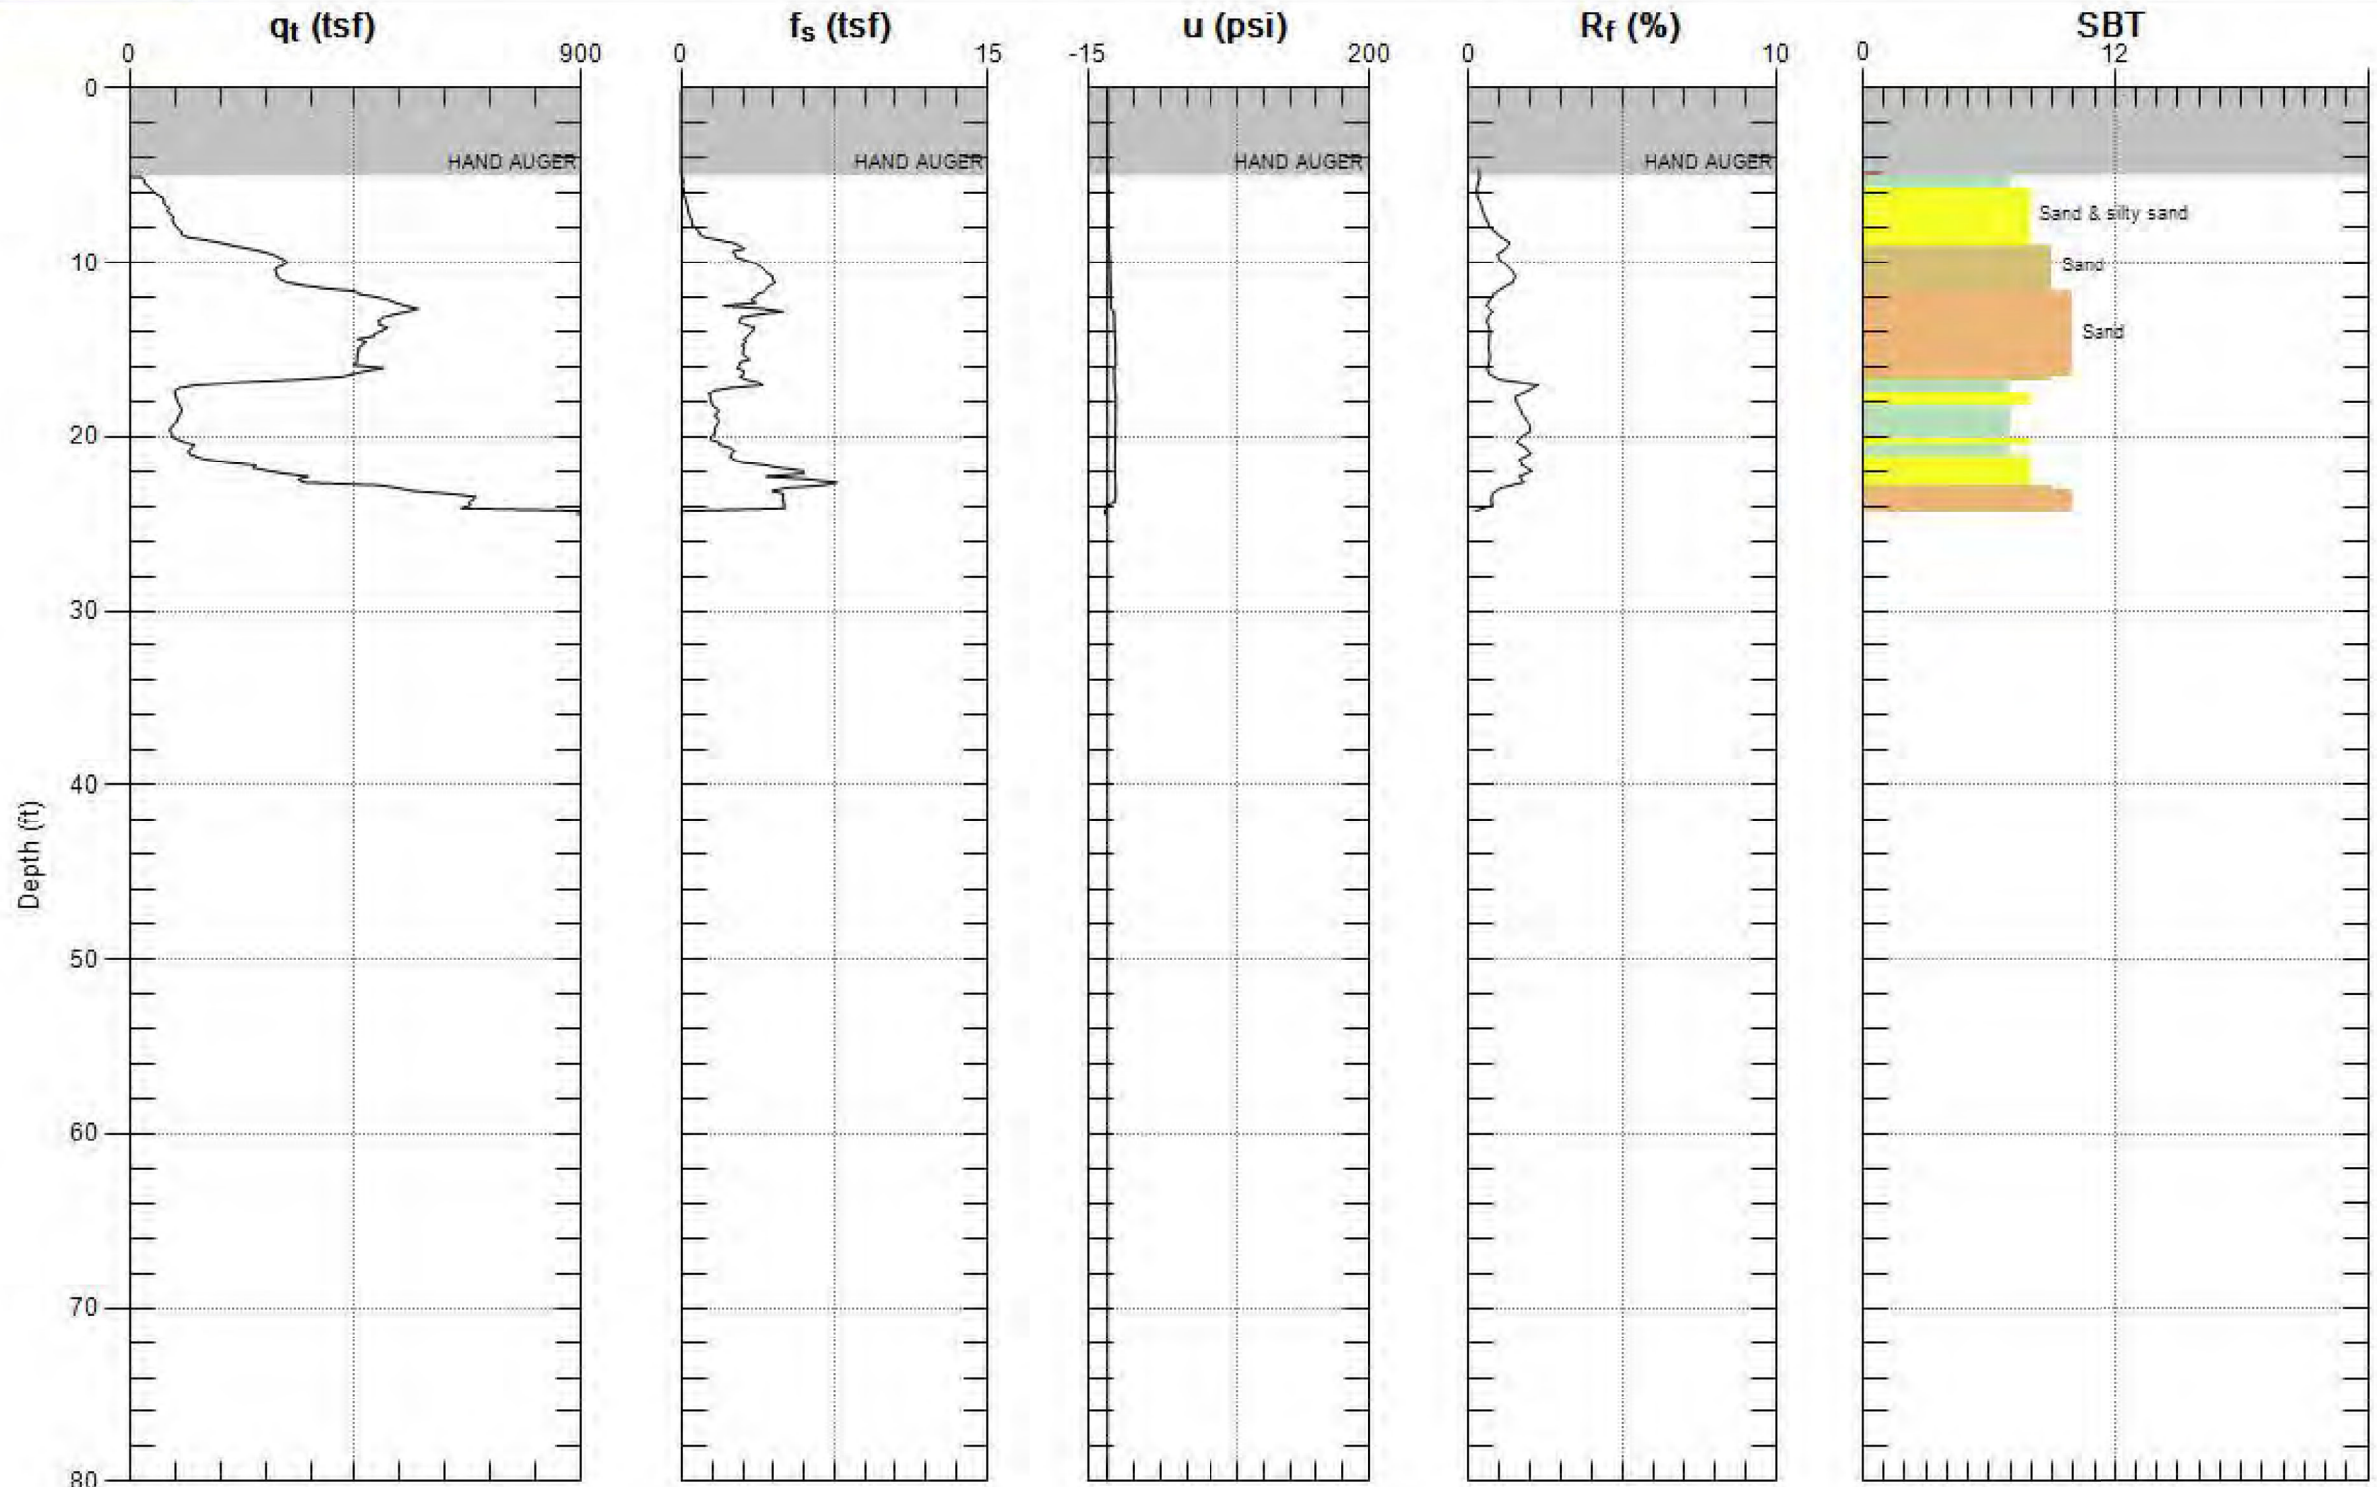 qt (tsf) fs (tsf) u (psi) Rf (%) SBT
0 900 0 15 -15 200 0 10 0 12
0
HAND AUGER HAND AUGER HAND AUGER HAND AUGER
Sand & silty sand
10
Sand
Sand
20
30
40
Depth (ft)
50
60
70
80